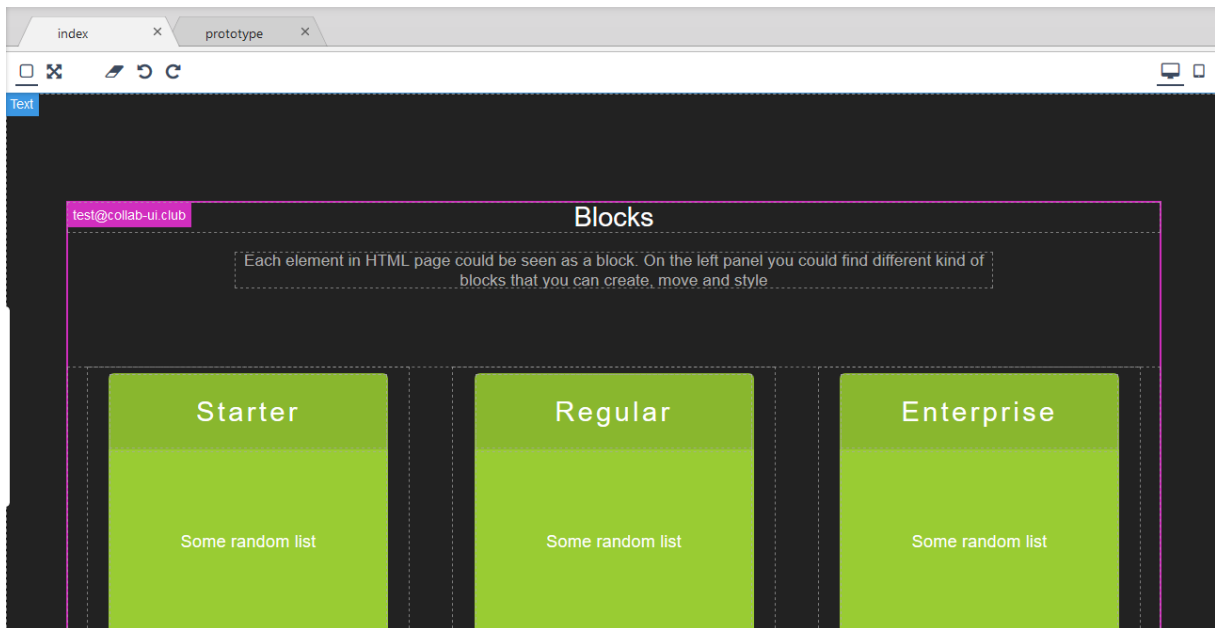 index
prototype
Text
test@collab-ui.club
Blocks
Each element in HTML page could be seen as a block. On the left panel you could find different kind of
blocks that you can create, move and style
Starter
Regular
Enterprise
Some random list
Some random list
Some random list